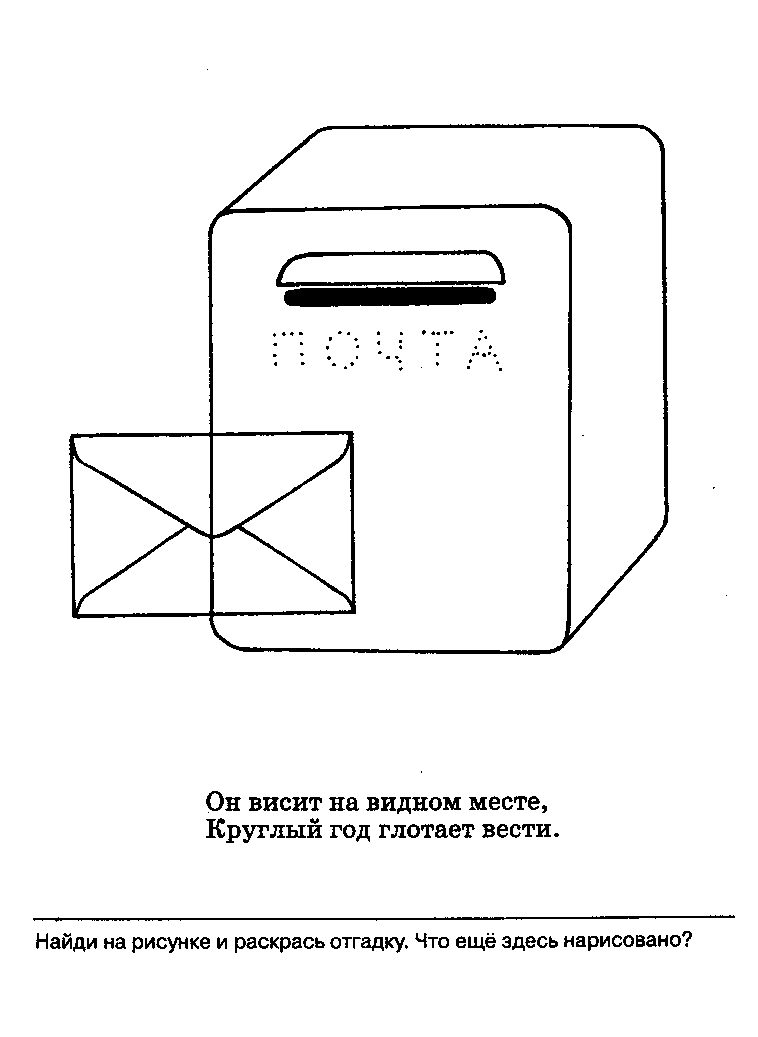 ПОЧТА
Он висит на видном месте,
Круглый год глотает вести.
Найди на рисунке и раскрась отгадку. Что ещё здесь нарисовано?